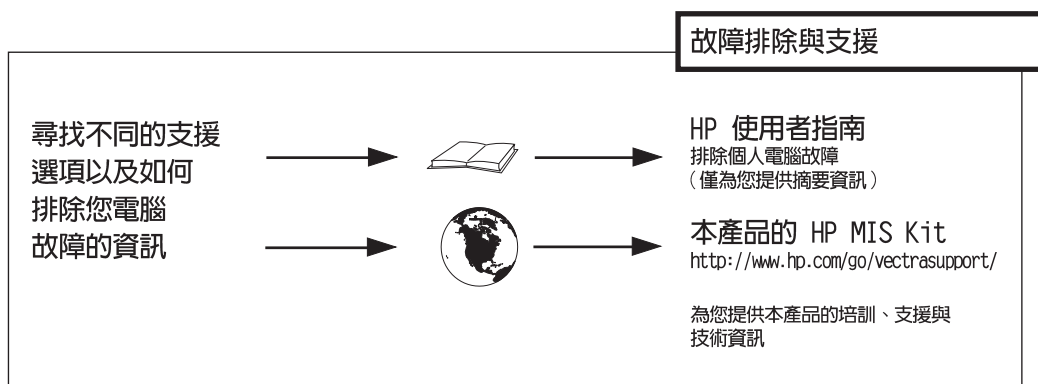 故障排除與支援
尋找不同的支援
選項以及如何
排除您電腦
故障的資訊
HP 使用者指南
排除個人電腦故障
(僅為您提供摘要資訊)
本產品的 HP MIS Kit
http://www.hp.com/go/vectrasupport/
為您提供本產品的培訓、支援與
技術資訊